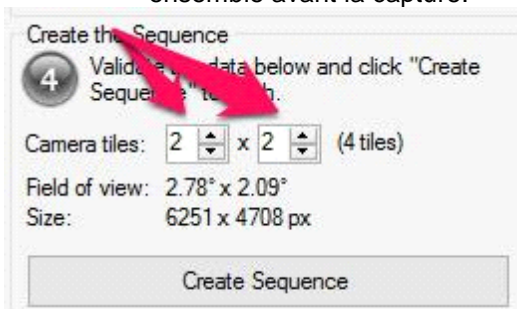 ensemble avant la capture.
Create the Sequence
4
Validate the data below and click "Create
Sequence" to
Camera tiles: 2 x 2 (4 tiles)
Field of view: 2.78° x 2.09°
Size: 6251 x 4708 px
Create Sequence